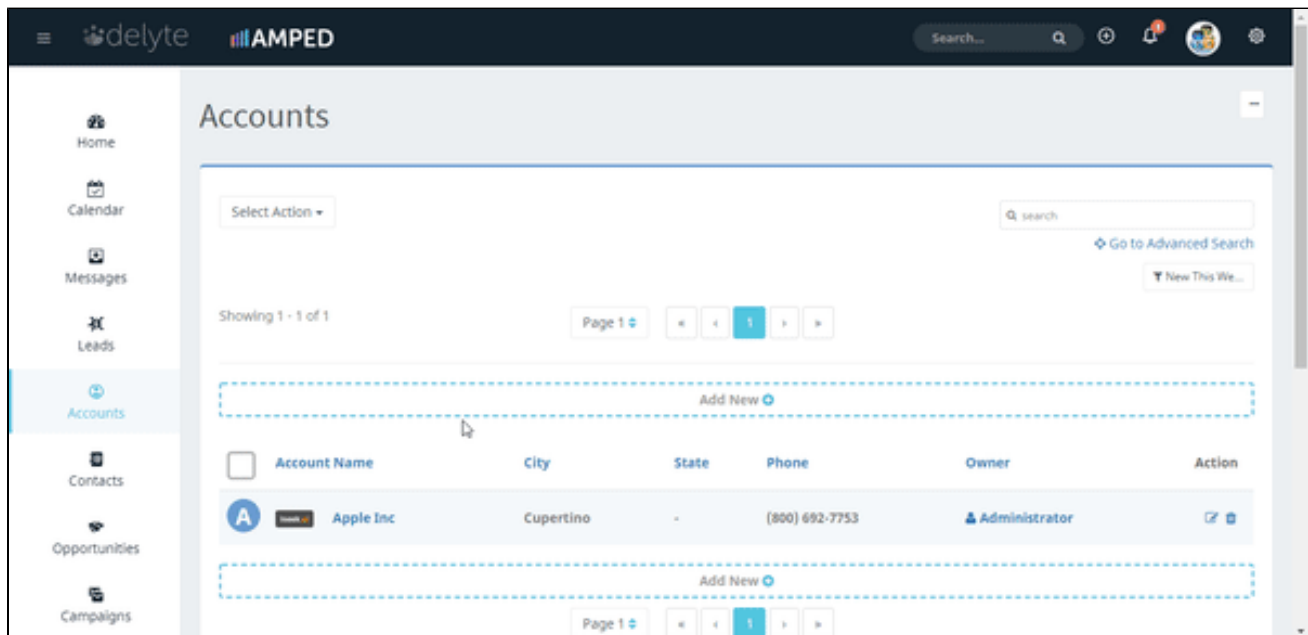 delyte
AMPED
Search...
1
Accounts
Home
Calendar
Messages
Leads
Accounts
Contacts
Opportunities
Campaigns
Select Action
search
Go to Advanced Search
New This We...
Showing 1 - 1 of 1
Page 1 « ‹ 1 › »
Add New
Account Name City State Phone Owner Action
A Apple Inc Cupertino - (800) 692-7753 Administrator
Add New
Page 1 « ‹ 1 › »